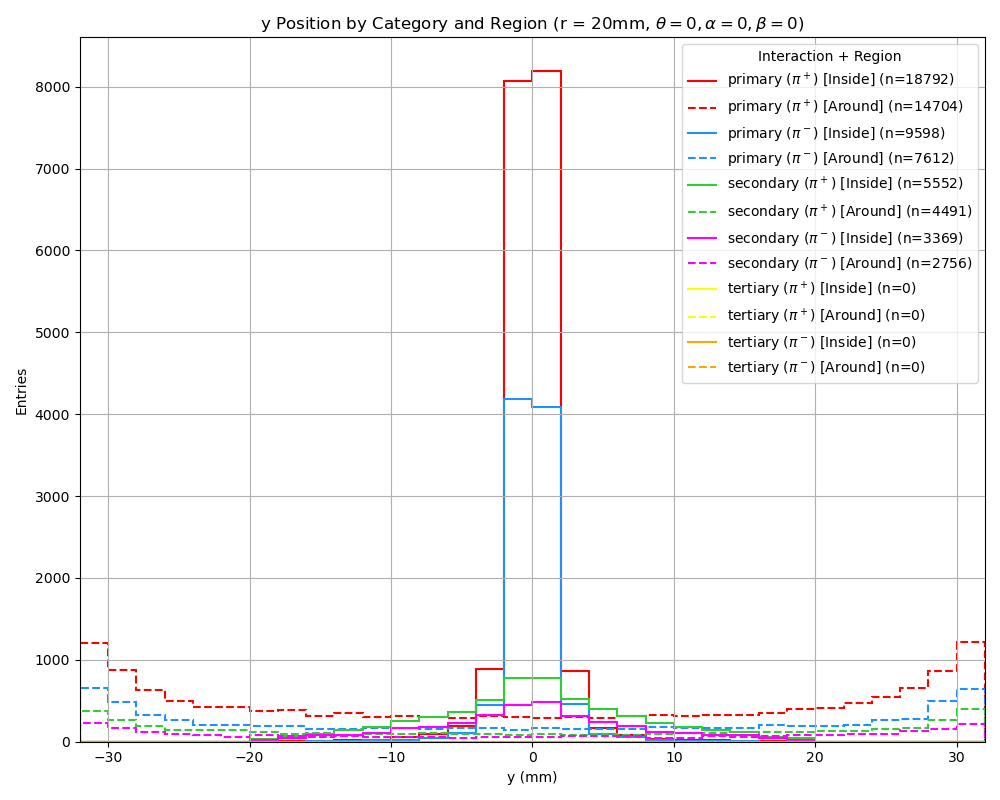 y Position by Category and Region (r = 20mm, θ = 0, α = 0, β = 0)
Interaction + Region
primary (π⁺) [Inside] (n=18792)
primary (π⁺) [Around] (n=14704)
primary (π⁻) [Inside] (n=9598)
primary (π⁻) [Around] (n=7612)
secondary (π⁺) [Inside] (n=5552)
secondary (π⁺) [Around] (n=4491)
secondary (π⁻) [Inside] (n=3369)
secondary (π⁻) [Around] (n=2756)
tertiary (π⁺) [Inside] (n=0)
tertiary (π⁺) [Around] (n=0)
tertiary (π⁻) [Inside] (n=0)
tertiary (π⁻) [Around] (n=0)
Entries
8000
7000
6000
5000
4000
3000
2000
1000
0
−30
−20
−10
0
10
20
30
y (mm)